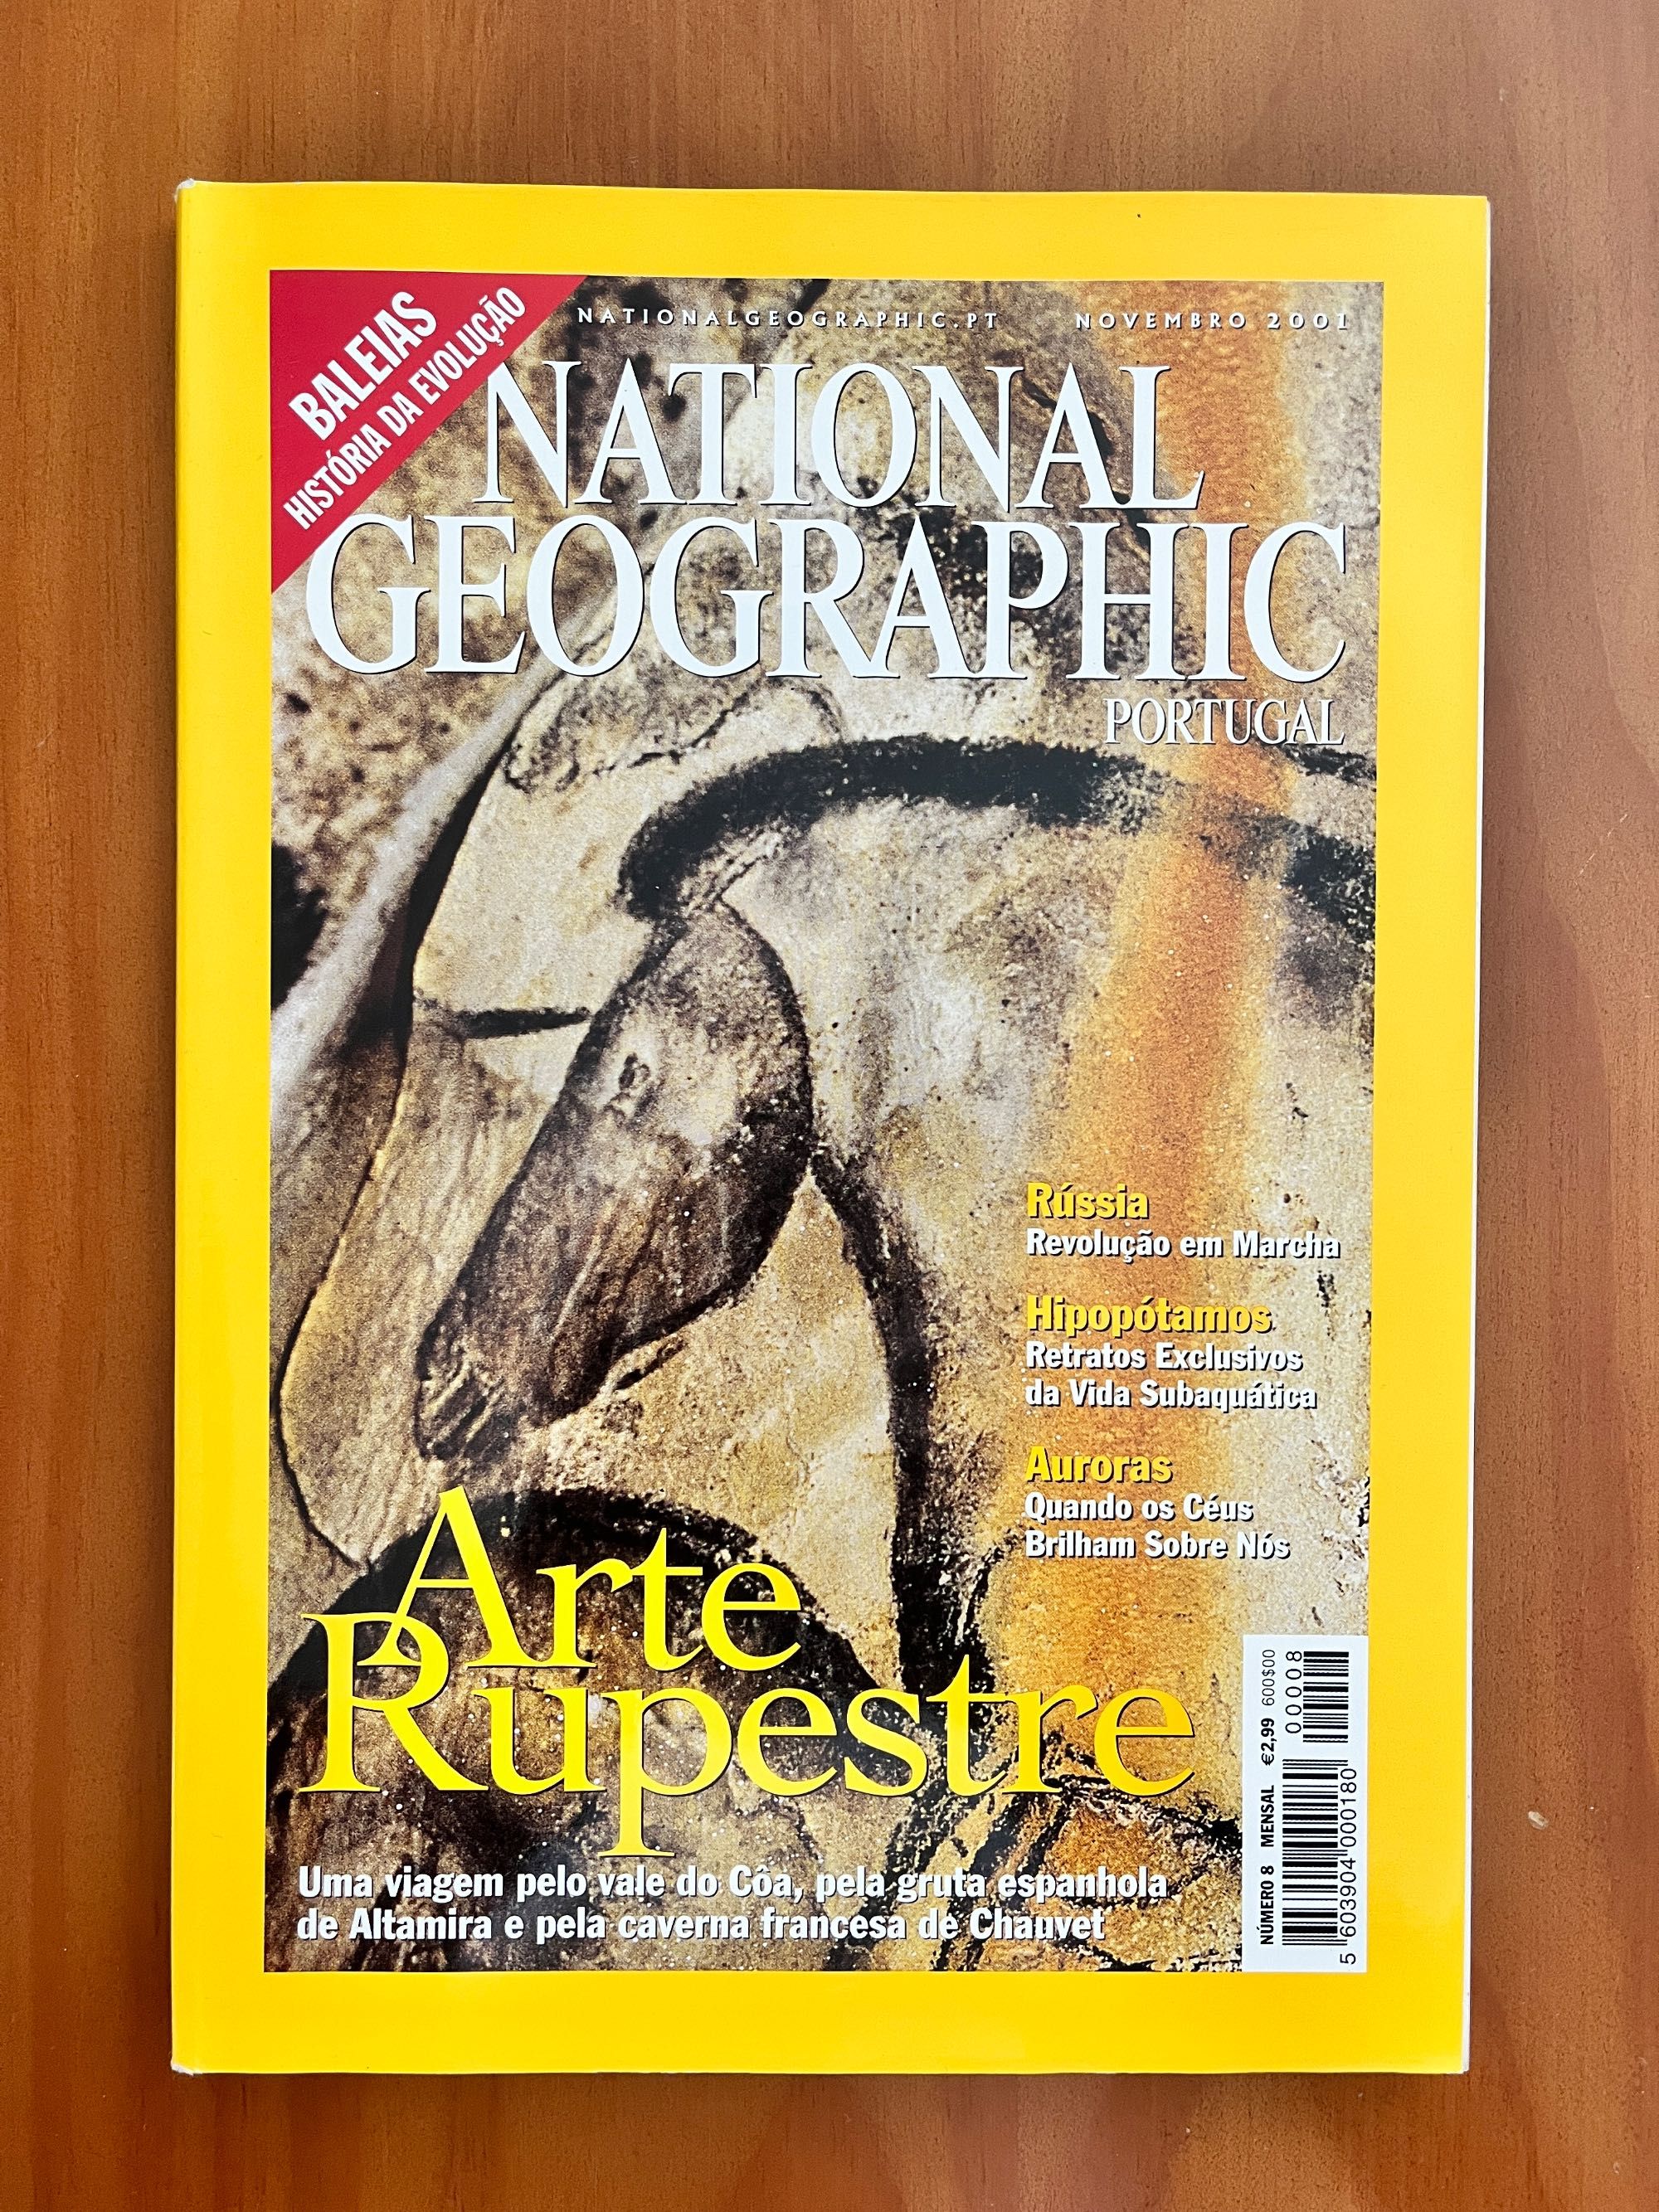 BALEIAS
HISTÓRIA DA EVOLUÇÃO
NATIONALGEOGRAPHIC.PT NOVEMBRO 2001
NATIONAL
GEOGRAPHIC
PORTUGAL
Rússia
Revolução em Marcha
Hipopótamos
Retratos Exclusivos
da Vida Subaquática
Auroras
Quando os Céus
Brilham Sobre Nós
Arte
Rupestre
Uma viagem pelo vale do Côa, pela gruta espanhola
de Altamira e pela caverna francesa de Chauvet
NÚMERO 8 MENSAL €2,99 600$00
00008
5 603904 000180